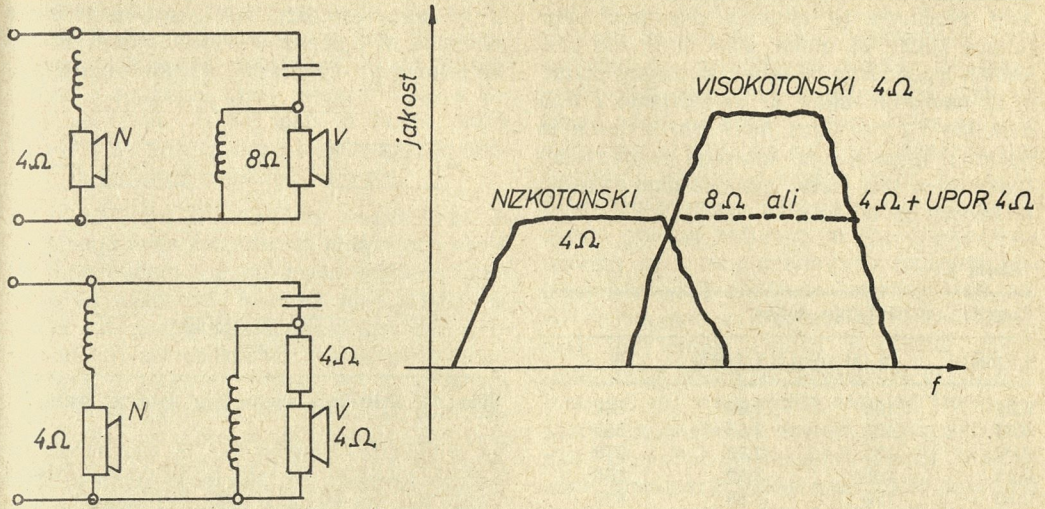 N
4Ω
8Ω
V
N
4Ω
4Ω
V
4Ω
jakost
VISOKOTONSKI 4Ω
NIZKOTONSKI
4Ω
8Ω ali
4Ω + UPOR 4Ω
f